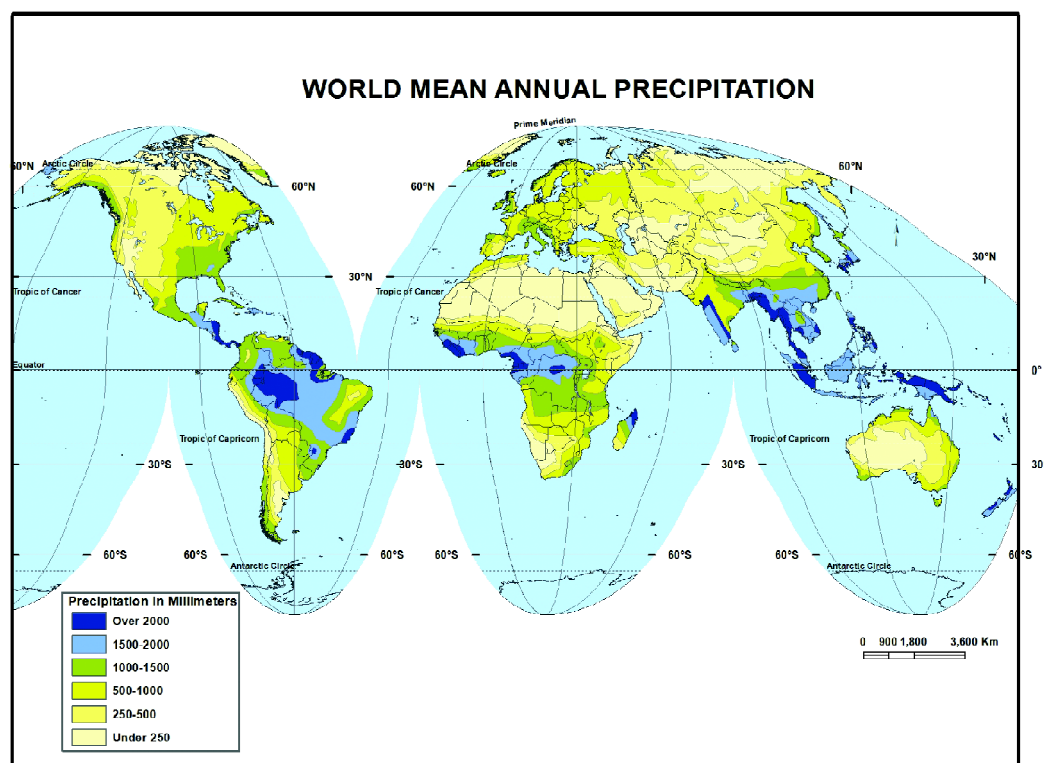 WORLD MEAN ANNUAL PRECIPITATION
Prime Meridian
60°N
Arctic Circle
60°N
Arctic Circle
60°N
60°N
30°N
30°N
Tropic of Cancer
Tropic of Cancer
Equator
0°
Tropic of Capricorn
Tropic of Capricorn
30°S
30°S
30°S
30
60°S
60°S
60°S
60°S
60°S
60°S
60°S
Antarctic Circle
Antarctic Circle
Precipitation in Millimeters
Over 2000
1500-2000
1000-1500
500-1000
250-500
Under 250
0 900 1,800 3,600 Km